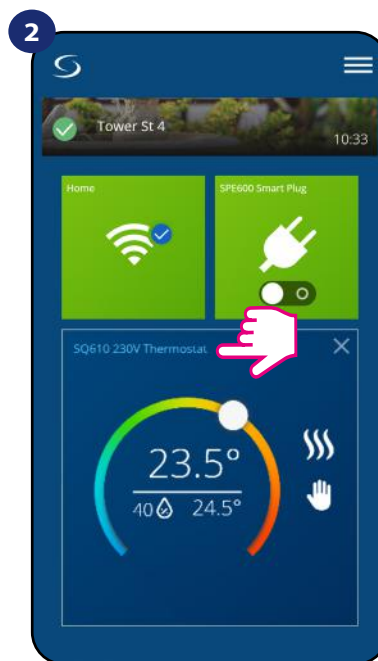 2
Tower St 4
10:33
Home
SPE600 Smart Plug
SQ610 230V Thermostat
23.5°
40 24.5°